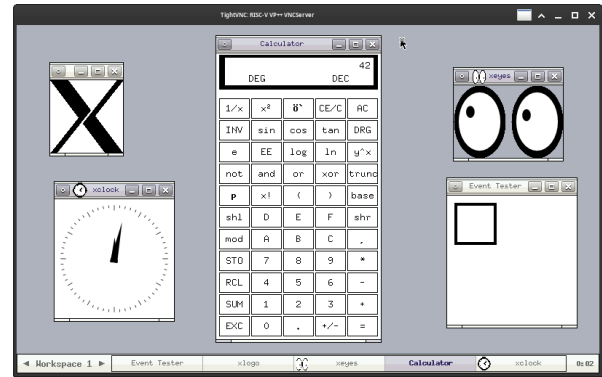 TightVNC: RISC-V VP++ VNCServer
Calculator
42
DEG DEC
1/x x² ö` CE/C AC
INV sin cos tan DRG
e EE log ln y^x
not and or xor trunc
p x! ( ) base
shl D E F shr
mod A B C ,
STO 7 8 9 *
RCL 4 5 6 -
SUM 1 2 3 +
EXC 0 . +/- =
xclock
xeyes
Event Tester
Workspace 1 Event Tester xlogo xeyes Calculator xclock 0:02